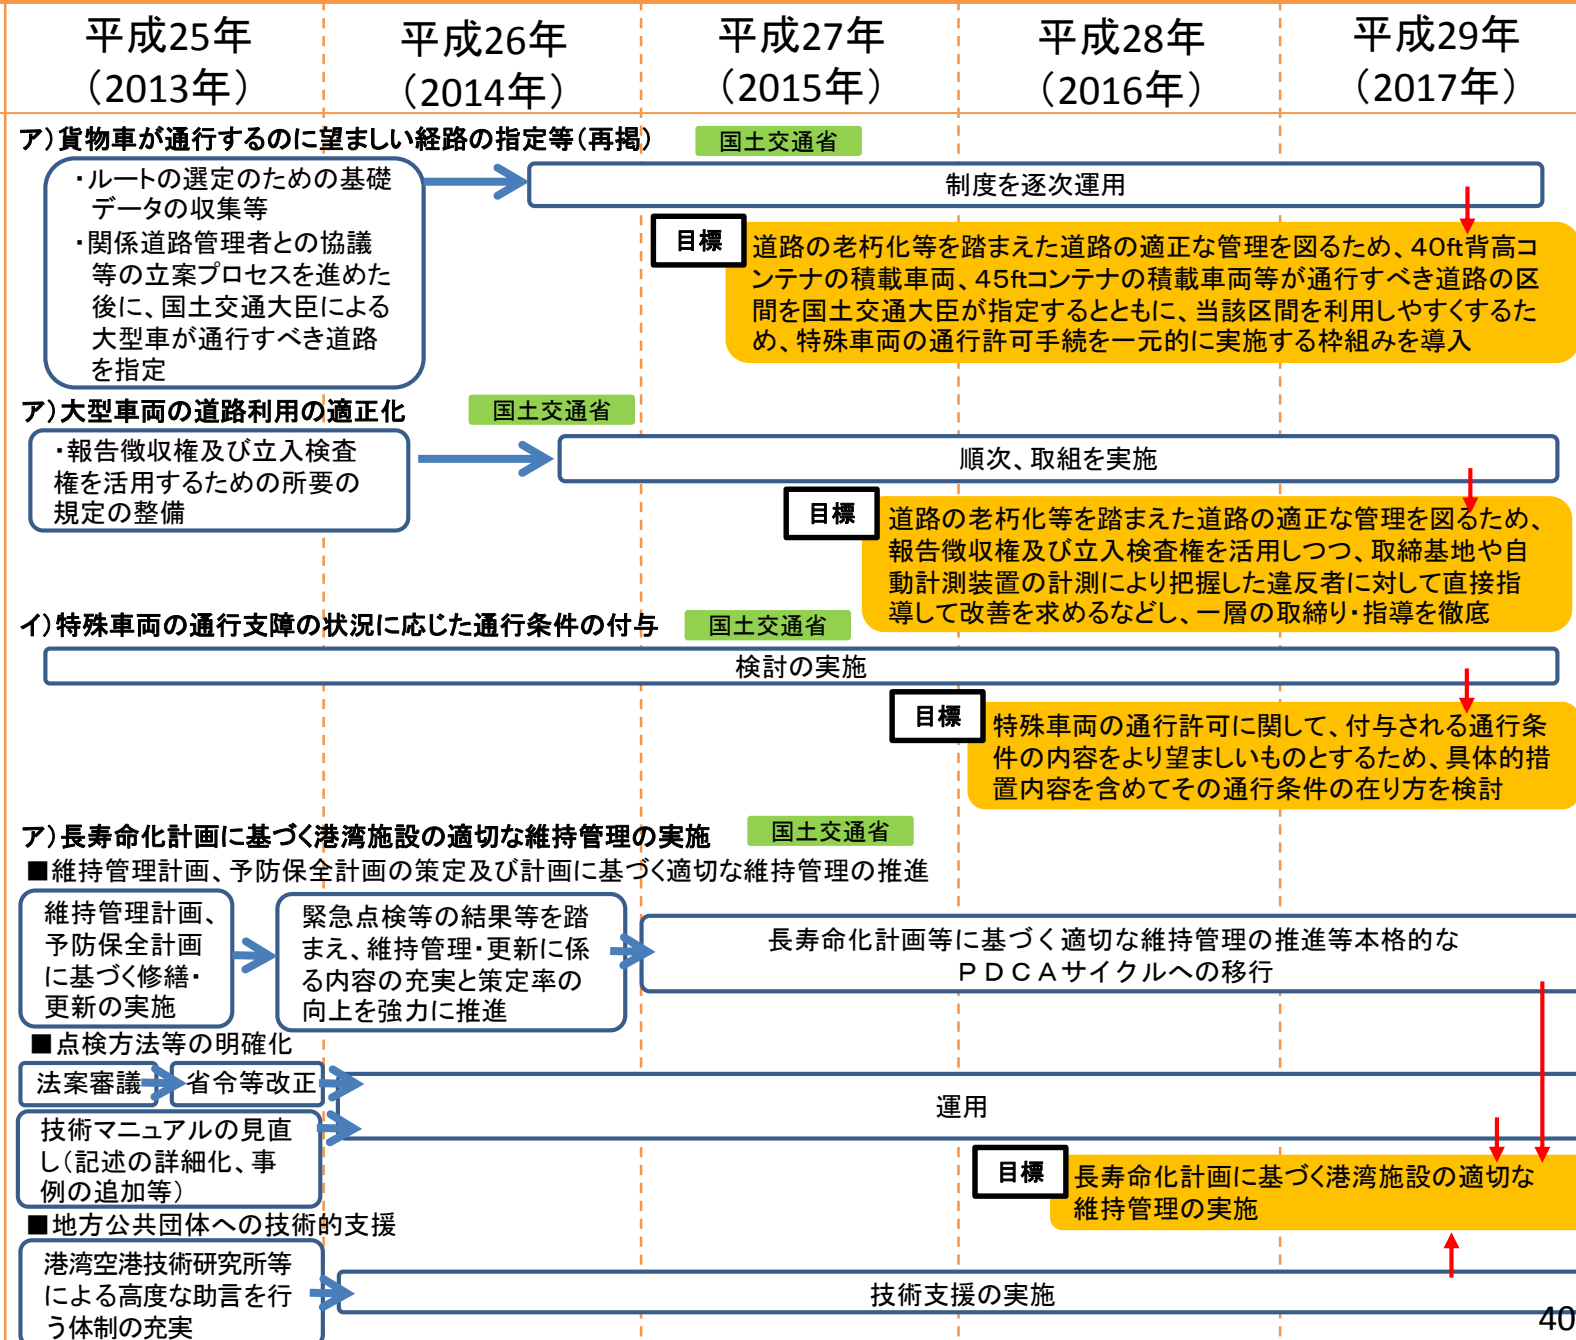 平成25年
(2013年)
平成26年
(2014年)
平成27年
(2015年)
平成28年
(2016年)
平成29年
(2017年)
ア)貨物車が通行するのに望ましい経路の指定等(再掲)
国土交通省
・ルートの選定のための基礎
データの収集等
・関係道路管理者との協議
等の立案プロセスを進めた
後に、国土交通大臣による
大型車が通行すべき道路
を指定
制度を逐次運用
目標
道路の老朽化等を踏まえた道路の適正な管理を図るため、40ft背高コ
ンテナの積載車両、45ftコンテナの積載車両等が通行すべき道路の区
間を国土交通大臣が指定するとともに、当該区間を利用しやすくするた
め、特殊車両の通行許可手続を一元的に実施する枠組みを導入
ア)大型車両の道路利用の適正化
国土交通省
・報告徴収権及び立入検査
権を活用するための所要の
規定の整備
順次、取組を実施
目標
道路の老朽化等を踏まえた道路の適正な管理を図るため、
報告徴収権及び立入検査権を活用しつつ、取締基地や自
動計測装置の計測により把握した違反者に対して直接指
導して改善を求めるなどし、一層の取締り・指導を徹底
イ)特殊車両の通行支障の状況に応じた通行条件の付与
国土交通省
検討の実施
目標
特殊車両の通行許可に関して、付与される通行条
件の内容をより望ましいものとするため、具体的措
置内容を含めてその通行条件の在り方を検討
ア)長寿命化計画に基づく港湾施設の適切な維持管理の実施
国土交通省
■維持管理計画、予防保全計画の策定及び計画に基づく適切な維持管理の推進
維持管理計画、
予防保全計画
に基づく修繕・
更新の実施
緊急点検等の結果等を踏
まえ、維持管理・更新に係
る内容の充実と策定率の
向上を強力に推進
長寿命化計画等に基づく適切な維持管理の推進等本格的な
PDCAサイクルへの移行
■点検方法等の明確化
法案審議
省令等改正
運用
技術マニュアルの見直
し(記述の詳細化、事
例の追加等)
目標
長寿命化計画に基づく港湾施設の適切な
維持管理の実施
■地方公共団体への技術的支援
港湾空港技術研究所等
による高度な助言を行
う体制の充実
技術支援の実施
40